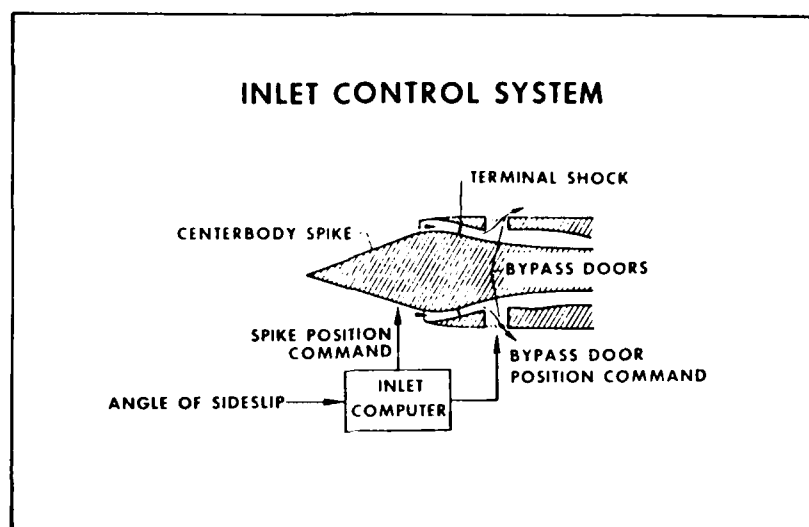 INLET CONTROL SYSTEM
TERMINAL SHOCK
CENTERBODY SPIKE
BYPASS DOORS
SPIKE POSITION
COMMAND
BYPASS DOOR
POSITION COMMAND
ANGLE OF SIDESLIP
INLET
COMPUTER